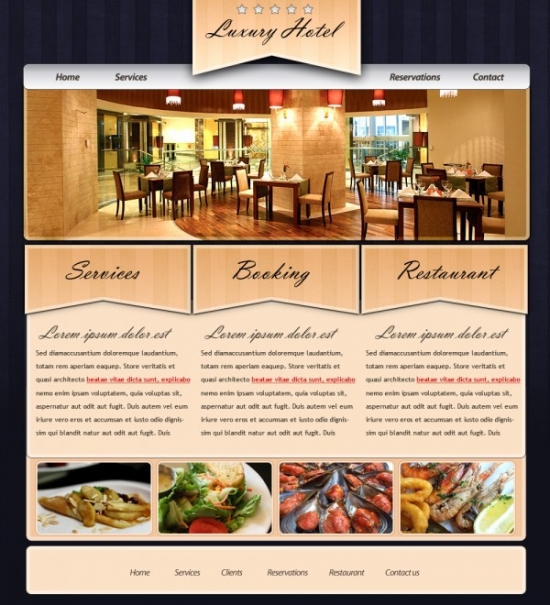 Luxury Hotel
Home Services Reservations Contact
Services Booking Restaurant
Lorem.ipsum.dolor.est
Sed diamaccusantium doloremque laudantium,
totam rem aperiam eaquep. Store veritatis et
quasi architecto beatae vitae dicta sunt, explicabo
nemo enim ipsam voluptatem, quia voluptas sit,
aspernatur aut odit aut fugit. Duis autem vel eum
iriure vero eros et accumsan et iusto odio dignis-
sim qui blandit natur aut odit aut fugit. Duis
Lorem.ipsum.dolor.est
Sed diamaccusantium doloremque laudantium,
totam rem aperiam eaquep. Store veritatis et
quasi architecto beatae vitae dicta sunt, explicabo
nemo enim ipsam voluptatem, quia voluptas sit,
aspernatur aut odit aut fugit. Duis autem vel eum
iriure vero eros et accumsan et iusto odio dignis-
sim qui blandit natur aut odit aut fugit. Duis
Lorem.ipsum.dolor.est
Sed diamaccusantium doloremque laudantium,
totam rem aperiam eaquep. Store veritatis et
quasi architecto beatae vitae dicta sunt, explicabo
nemo enim ipsam voluptatem, quia voluptas sit,
aspernatur aut odit aut fugit. Duis autem vel eum
iriure vero eros et accumsan et iusto odio dignis-
sim qui blandit natur aut odit aut fugit. Duis
Home Services Clients Reservations Restaurant Contact us